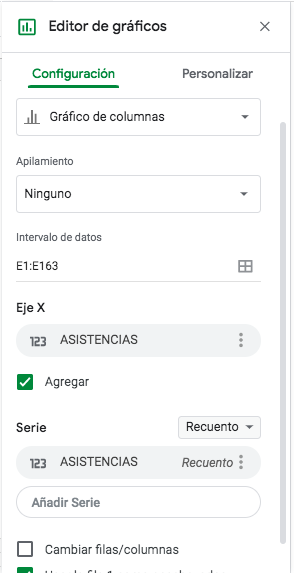 Editor de gráficos
Configuración Personalizar
Gráfico de columnas
Apilamiento
Ninguno
Intervalo de datos
E1:E163
Eje X
123 ASISTENCIAS
Agregar
Serie Recuento
123 ASISTENCIAS Recuento
Añadir Serie
Cambiar filas/columnas